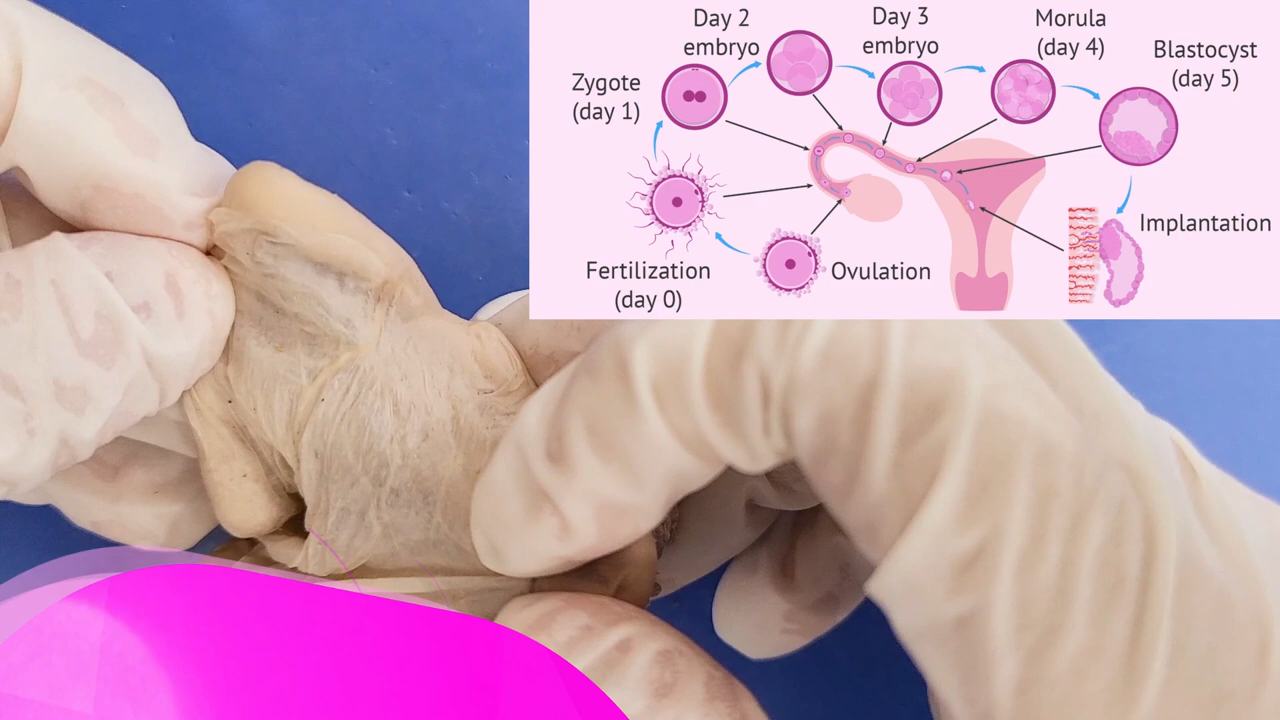 Zygote
(day 1)
Day 2
embryo
Day 3
embryo
Morula
(day 4)
Blastocyst
(day 5)
Fertilization
(day 0)
Ovulation
Implantation